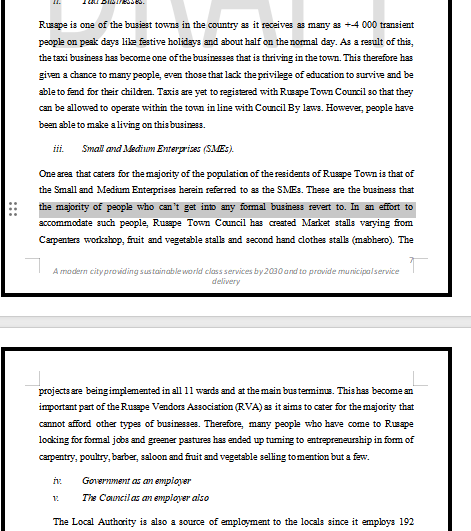 ii. Taxi Businesses.
DRAFT
Rusape is one of the busiest towns in the country as it receives as many as +-4 000 transient
people on peak days like festive holidays and about half on the normal day. As a result of this,
the taxi business has become one of the businesses that is thriving in the town. This therefore has
given a chance to many people, even those that lack the privilege of education to survive and be
able to fend for their children. Taxis are yet to registered with Rusape Town Council so that they
can be allowed to operate within the town in line with Council By laws. However, people have
been able to make a living on this business.
iii. Small and Medium Enterprises (SMEs).
One area that caters for the majority of the population of the residents of Rusape Town is that of
the Small and Medium Enterprises herein referred to as the SMEs. These are the business that
the majority of people who can't get into any formal business revert to. In an effort to
accommodate such people, Rusape Town Council has created Market stalls varying from
Carpenters workshop, fruit and vegetable stalls and second hand clothes stalls (mabhero). The
7
A modern city providing sustainable world class services by 2030 and to provide municipal service
delivery
projects are being implemented in all 11 wards and at the main bus terminus. This has become an
important part of the Rusape Vendors Association (RVA) as it aims to cater for the majority that
cannot afford other types of businesses. Therefore, many people who have come to Rusape
looking for formal jobs and greener pastures has ended up turning to entrepreneurship in form of
carpentry, poultry, barber, saloon and fruit and vegetable selling to mention but a few.
iv. Government as an employer
v. The Council as an employer also
The Local Authority is also a source of employment to the locals since it employs 192